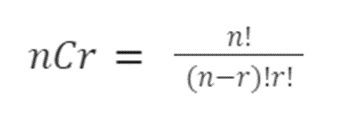 nCr = n! / (n−r)!r!